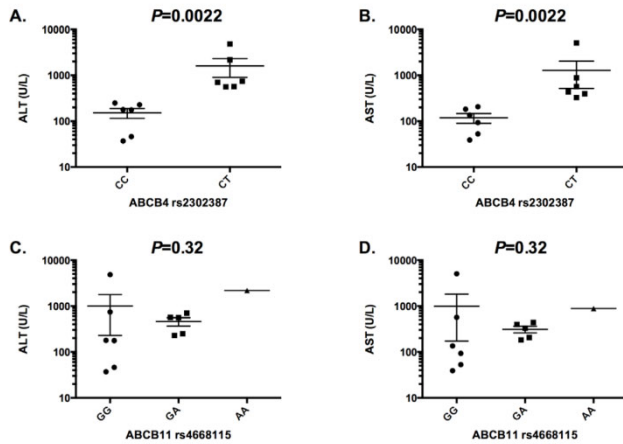 A.
P=0.0022
ALT (U/L)
10000
1000
100
10
CC
CT
ABCB4 rs2302387
B.
P=0.0022
AST (U/L)
10000
1000
100
10
CC
CT
ABCB4 rs2302387
C.
P=0.32
ALT (U/L)
10000
1000
100
10
GG
GA
AA
ABCB11 rs4668115
D.
P=0.32
AST (U/L)
10000
1000
100
10
GG
GA
AA
ABCB11 rs4668115